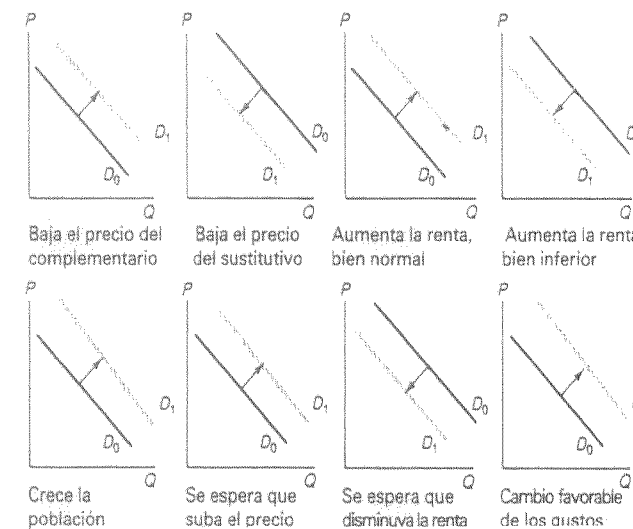 P P P P
D₁ D₀ D₁ D
D₀ D₁ D₀ D₁
Q Q Q Q
Baja el precio del complementario
Baja el precio del sustitutivo
Aumenta la renta, bien normal
Aumenta la renta bien inferior
P P P P
D₁ D₁ D₀ D
D₀ D₀ D₁ D₀
Q Q Q Q
Crece la población
Se espera que suba el precio
Se espera que disminuya la renta
Cambio favorable de los gustos